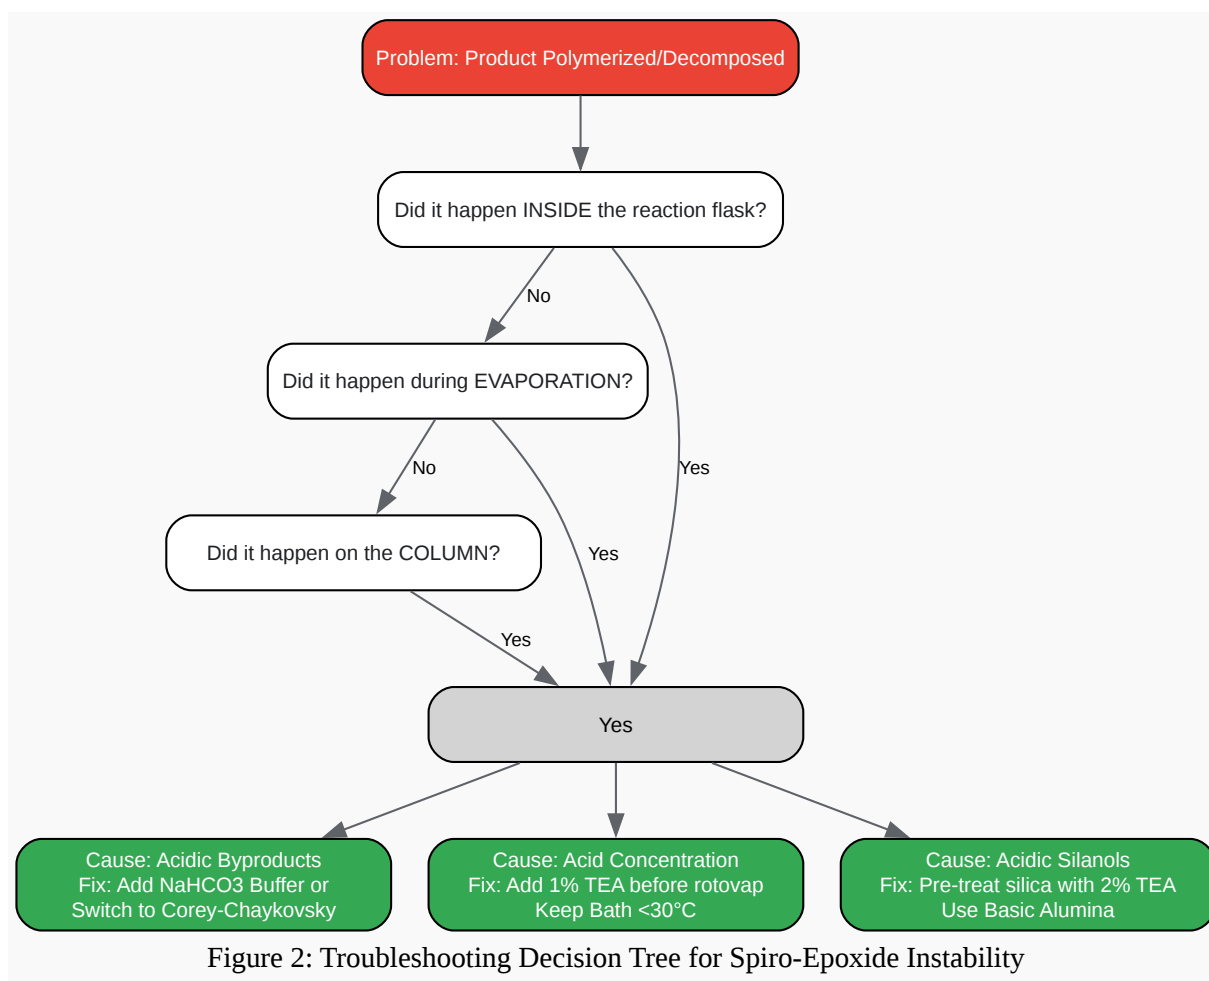 Problem: Product Polymerized/Decomposed
Did it happen INSIDE the reaction flask?
No
Did it happen during EVAPORATION?
No
Yes
Did it happen on the COLUMN?
Yes
Yes
Yes
Cause: Acidic Byproducts
Fix: Add NaHCO3 Buffer or
Switch to Corey-Chaykovsky
Cause: Acid Concentration
Fix: Add 1% TEA before rotovap
Keep Bath <30°C
Cause: Acidic Silanols
Fix: Pre-treat silica with 2% TEA
Use Basic Alumina
Figure 2: Troubleshooting Decision Tree for Spiro-Epoxide Instability